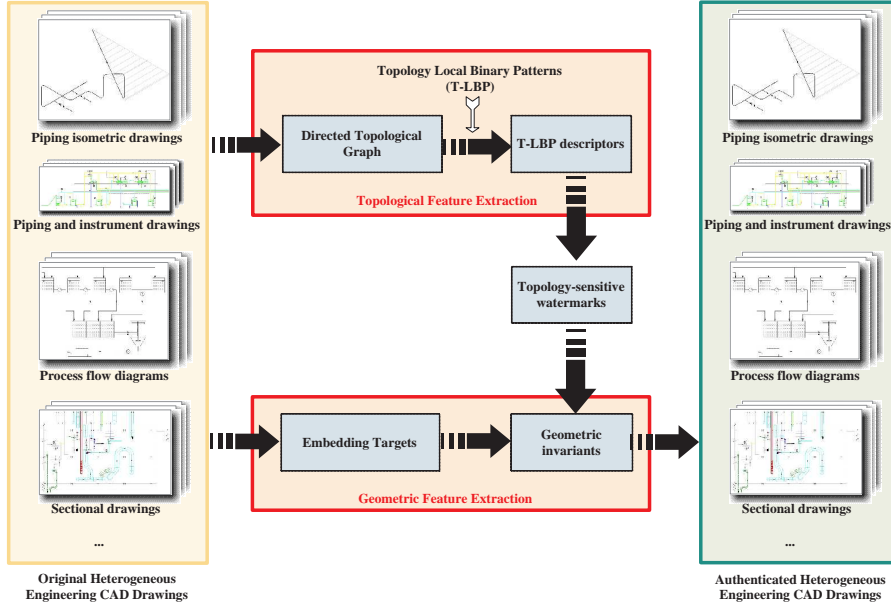 Piping isometric drawings
Piping and instrument drawings
Process flow diagrams
Sectional drawings
...
Original Heterogeneous
Engineering CAD Drawings
Topology Local Binary Patterns
(T-LBP)
Directed Topological
Graph
T-LBP descriptors
Topological Feature Extraction
Topology-sensitive
watermarks
Embedding Targets
Geometric
invariants
Geometric Feature Extraction
Piping isometric drawings
Piping and instrument drawings
Process flow diagrams
Sectional drawings
...
Authenticated Heterogeneous
Engineering CAD Drawings